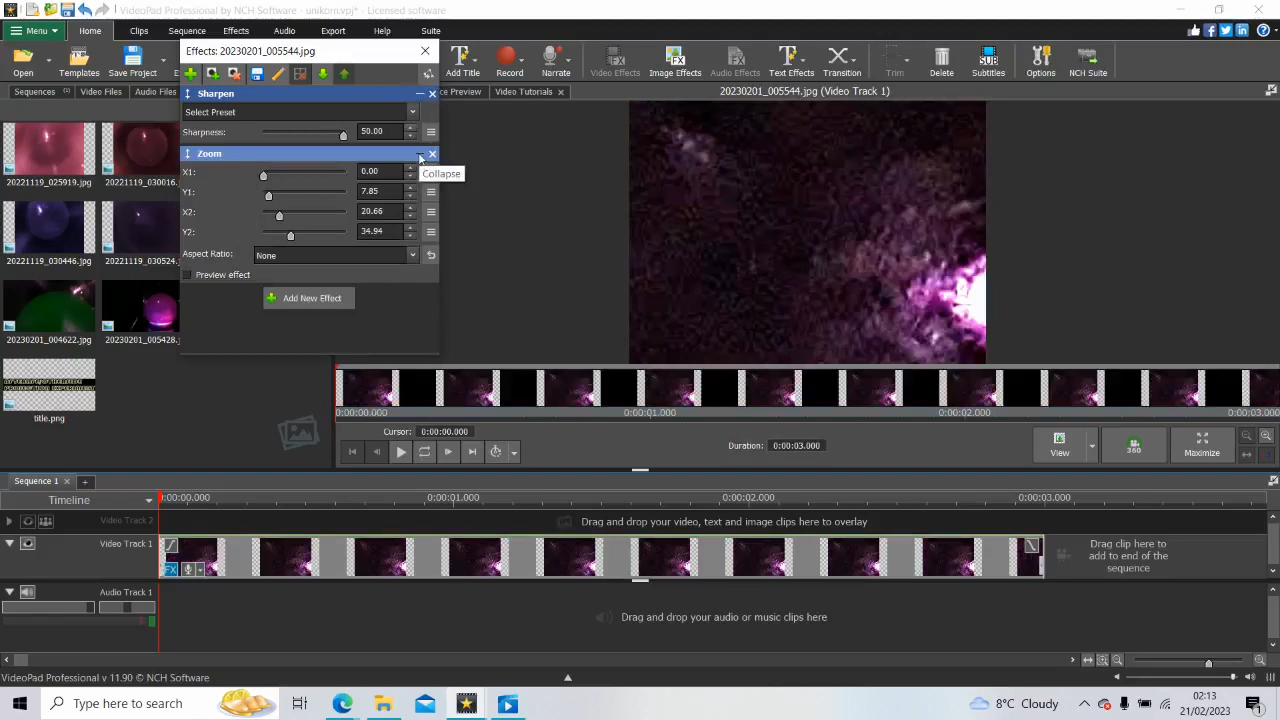 VideoPad Professional by NCH Software - unikorn.vpj*
Menu Home Clips Sequence Effects Audio Export Help Suite
Effects: 20230201_005544.jpg
Open Templates Save Project Add Title Record Narrate Video Effects Image Effects Audio Effects Text Effects Transition Trim Delete Subtitles Options NCH Suite
Sequences (1) Video Files Audio Files ce Preview Video Tutorials 20230201_005544.jpg (Video Track 1)
Sharpen
Select Preset
Sharpness: 50.00
Zoom
Collapse
X1: 0.00
Y1: 7.85
X2: 20.66
Y2: 34.94
Aspect Ratio: None
Preview effect
Add New Effect
20221119_025919.jpg 20221119_030016.jpg
20221119_030446.jpg 20221119_030524.jpg
20230201_004622.jpg 20230201_005428.jpg
title.png
0:00:00.000 0:00:01.000 0:00:02.000 0:00:03.000
Cursor: 0:00:00.000 Duration: 0:00:03.000
View 360 Maximize
Sequence 1
Timeline 0:00:00.000 0:00:01.000 0:00:02.000 0:00:03.000
Video Track 2 Drag and drop your video, text and image clips here to overlay
Video Track 1 FX Drag clip here to
add to end of the
sequence
Audio Track 1
Drag and drop your audio or music clips here
VideoPad Professional v 11.90 © NCH Software
Type here to search 8°C Cloudy 02:13
21/02/2023